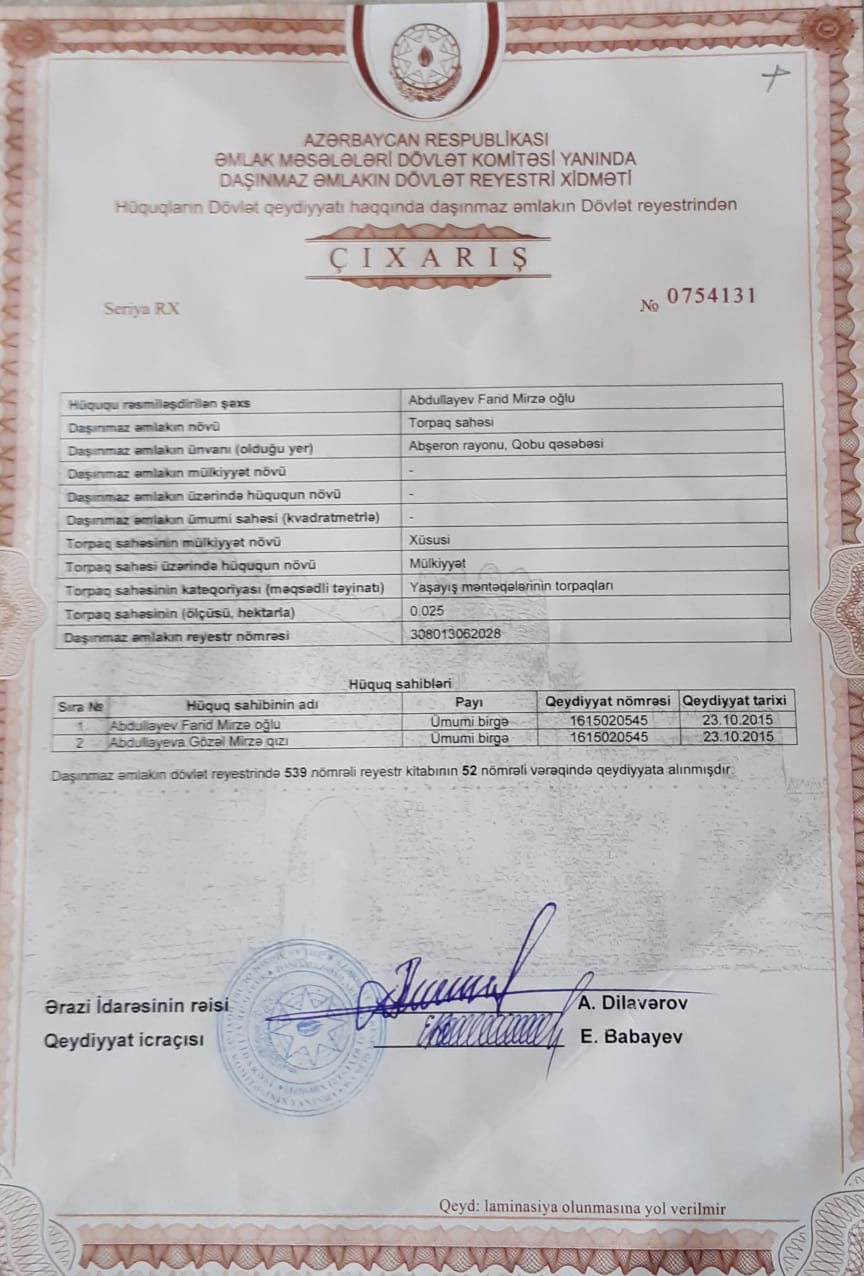 AZƏRBAYCAN RESPUBLİKASI
ƏMLAK MƏSƏLƏLƏRİ DÖVLƏT KOMİTƏSİ YANINDA
DAŞINMAZ ƏMLAKIN DÖVLƏT REYESTRİ XİDMƏTİ
Hüquqların Dövlət qeydiyyatı haqqında daşınmaz əmlakın Dövlət reyestrindən
ÇIXARIŞ
Seriya RX № 0754131
Hüququ rəsmiləşdirilən şəxs Abdullayev Farid Mirzə oğlu
Daşınmaz əmlakın növü Torpaq sahəsi
Daşınmaz əmlakın ünvanı (olduğu yer) Abşeron rayonu, Qobu qəsəbəsi
Daşınmaz əmlakın mülkiyyət növü -
Daşınmaz əmlakın üzərində hüququn növü -
Daşınmaz əmlakın ümumi sahəsi (kvadratmetrlə) -
Torpaq sahəsinin mülkiyyət növü Xüsusi
Torpaq sahəsi üzərində hüququn növü Mülkiyyət
Torpaq sahəsinin kateqoriyası (məqsədli təyinatı) Yaşayış məntəqələrinin torpaqları
Torpaq sahəsinin (ölçüsü, hektarla) 0.025
Daşınmaz əmlakın reyestr nömrəsi 308013062028
Hüquq sahibləri
Sıra № Hüquq sahibinin adı Payı Qeydiyyat nömrəsi Qeydiyyat tarixi
1 Abdullayev Farid Mirzə oğlu Ümumi birgə 1615020545 23.10.2015
2 Abdullayeva Gözəl Mirzə qızı Ümumi birgə 1615020545 23.10.2015
Daşınmaz əmlakın dövlət reyestrində 539 nömrəli reyestr kitabının 52 nömrəli vərəqində qeydiyyata alınmışdır.
Ərazi İdarəsinin rəisi A. Dilavərov
Qeydiyyat icraçısı E. Babayev
Qeyd: laminasiya olunmasına yol verilmir